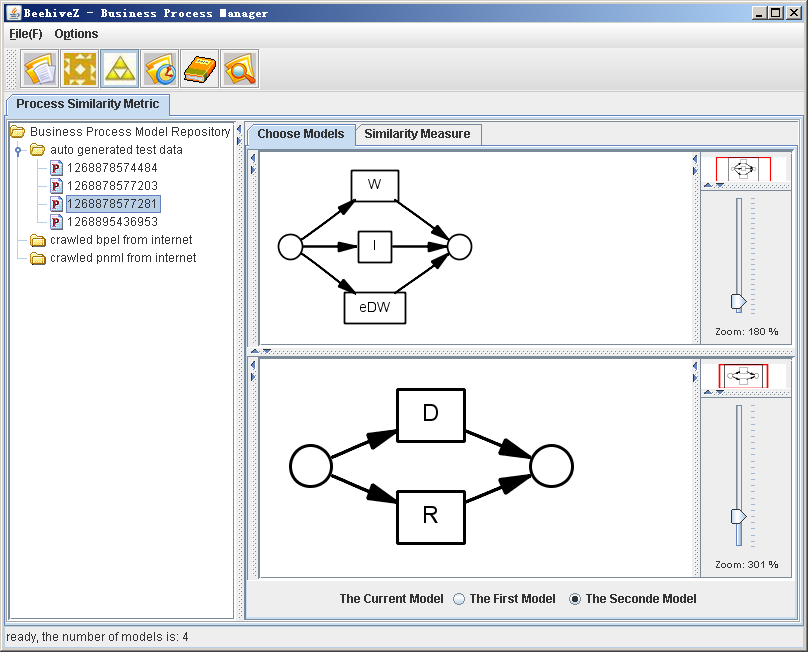 BeehiveZ - Business Process Manager
File(F) Options
Process Similarity Metric
Business Process Model Repository
auto generated test data
1268878574484
1268878577203
1268878577281
1268895436953
crawled bpel from internet
crawled pnml from internet
Choose Models Similarity Measure
W
I
eDW
Zoom: 180 %
D
R
Zoom: 301 %
The Current Model The First Model The Seconde Model
ready, the number of models is: 4